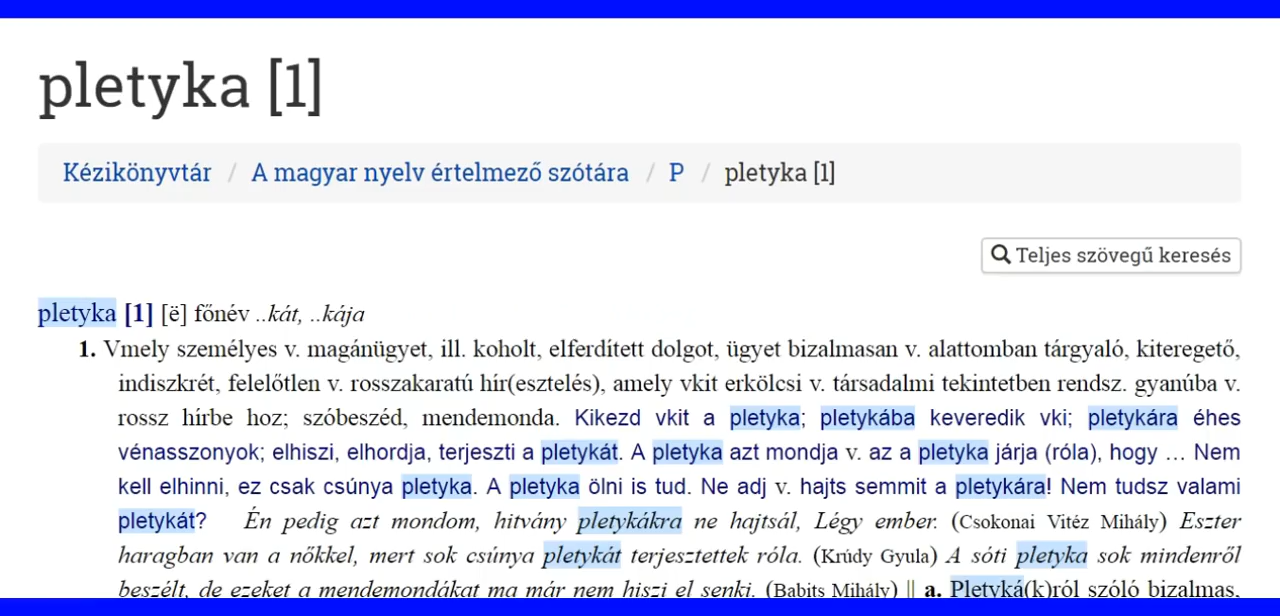 pletyka [1]
Kézikönyvtár / A magyar nyelv értelmező szótára / P / pletyka [1]
Teljes szövegű keresés
pletyka [1] [ë] főnév ..kát, ..kája
1. Vmely személyes v. magánügyet, ill. koholt, elferdített dolgot, ügyet bizalmasan v. alattomban tárgyaló, kiteregető,
indiszkrét, felelőtlen v. rosszakaratú hír(esztelés), amely vkit erkölcsi v. társadalmi tekintetben rendsz. gyanúba v.
rossz hírbe hoz; szóbeszéd, mendemonda. Kikezd vkit a pletyka; pletykába keveredik vki; pletykára éhes
vénasszonyok; elhiszi, elhordja, terjeszti a pletykát. A pletyka azt mondja v. az a pletyka járja (róla), hogy … Nem
kell elhinni, ez csak csúnya pletyka. A pletyka ölni is tud. Ne adj v. hajts semmit a pletykára! Nem tudsz valami
pletykát? Én pedig azt mondom, hitvány pletykákra ne hajtsál, Légy ember. (Csokonai Vitéz Mihály) Eszter
haragban van a nőkkel, mert sok csúnya pletykát terjesztettek róla. (Krúdy Gyula) A sóti pletyka sok mindenről
beszélt, de ezeket a mendemondákat ma már nem hiszi el senki. (Babits Mihály) || a. Pletyká(k)ról szóló bizalmas,